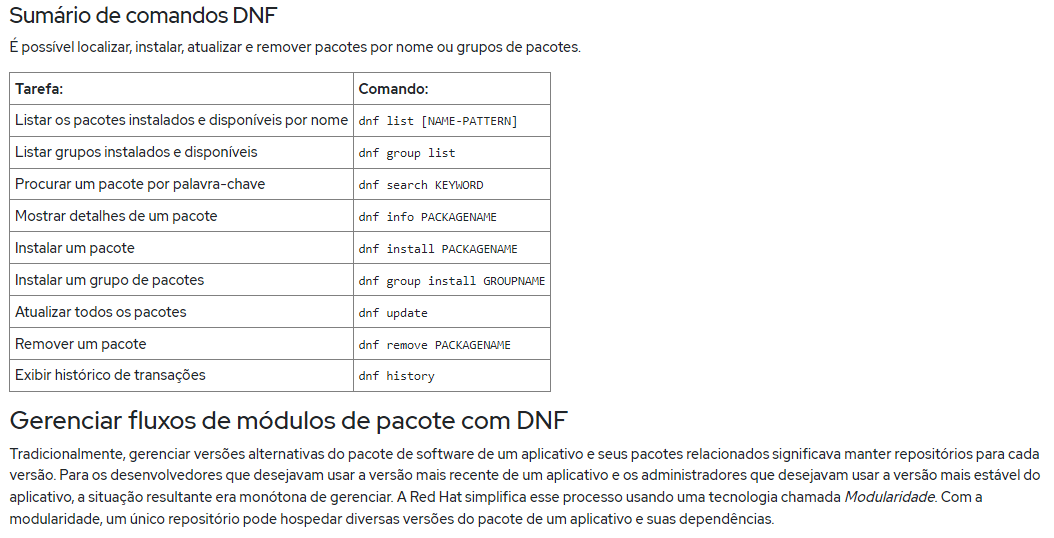 Sumário de comandos DNF
É possível localizar, instalar, atualizar e remover pacotes por nome ou grupos de pacotes.
Tarefa: Comando:
Listar os pacotes instalados e disponíveis por nome dnf list [NAME-PATTERN]
Listar grupos instalados e disponíveis dnf group list
Procurar um pacote por palavra-chave dnf search KEYWORD
Mostrar detalhes de um pacote dnf info PACKAGENAME
Instalar um pacote dnf install PACKAGENAME
Instalar um grupo de pacotes dnf group install GROUPNAME
Atualizar todos os pacotes dnf update
Remover um pacote dnf remove PACKAGENAME
Exibir histórico de transações dnf history
Gerenciar fluxos de módulos de pacote com DNF
Tradicionalmente, gerenciar versões alternativas do pacote de software de um aplicativo e seus pacotes relacionados significava manter repositórios para cada
versão. Para os desenvolvedores que desejavam usar a versão mais recente de um aplicativo e os administradores que desejavam usar a versão mais estável do
aplicativo, a situação resultante era monótona de gerenciar. A Red Hat simplifica esse processo usando uma tecnologia chamada Modularidade. Com a
modularidade, um único repositório pode hospedar diversas versões do pacote de um aplicativo e suas dependências.